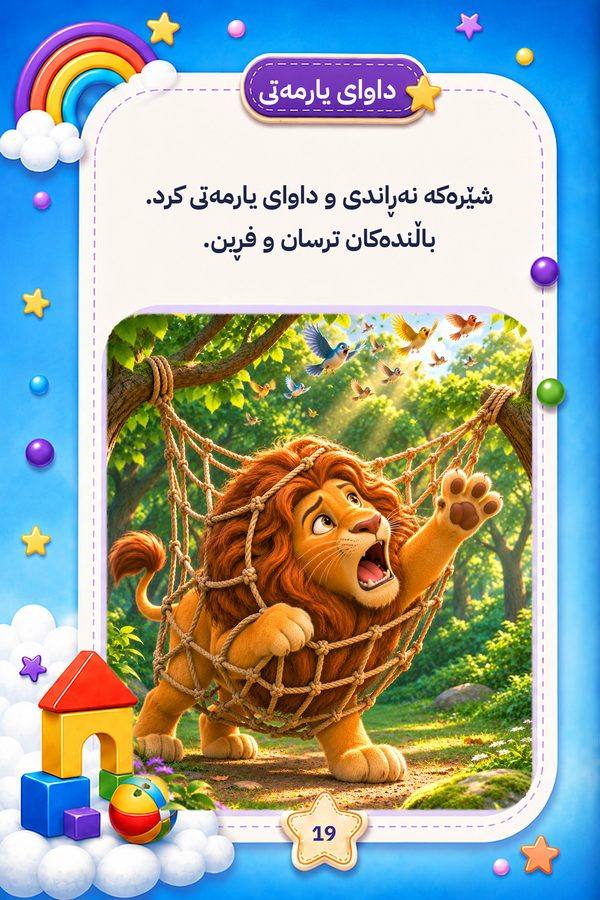 داوای یارمەتی
شێرەکە نەڕاندی و داوای یارمەتی کرد.
باڵندەکان ترسان و فڕین.
19